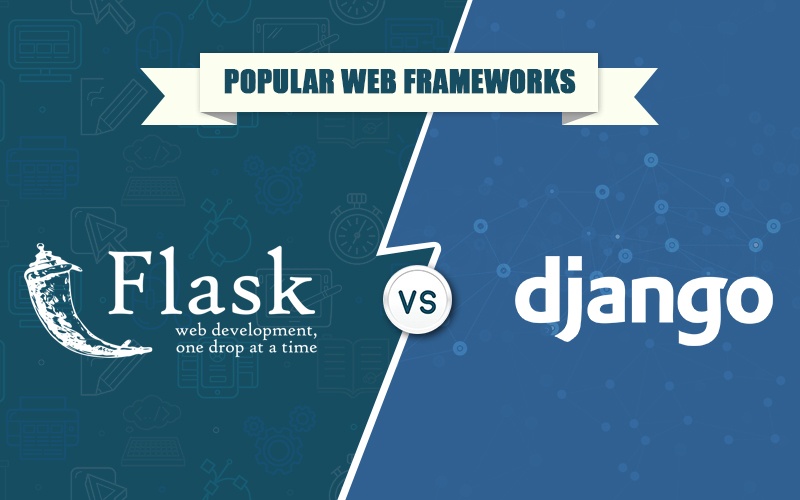 POPULAR WEB FRAMEWORKS
Flask
web development,
one drop at a time
VS
django